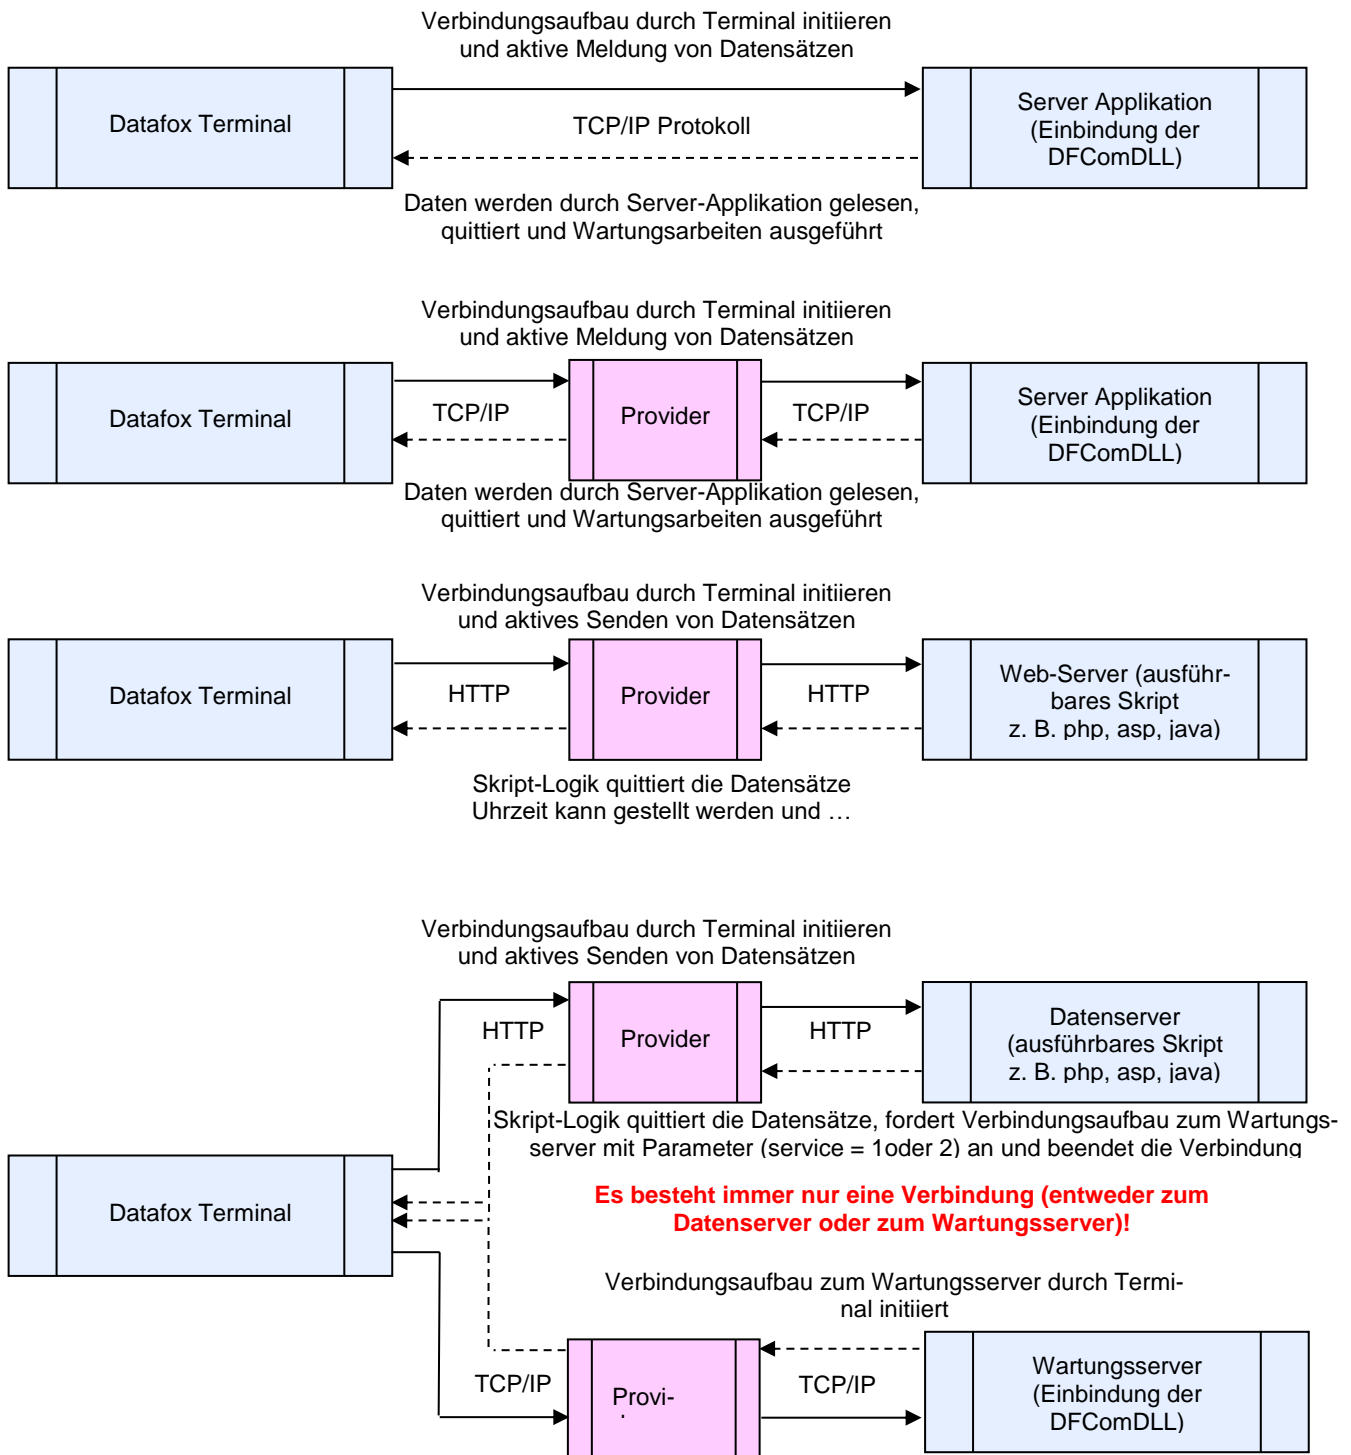 Verbindungsaufbau durch Terminal initiieren
und aktive Meldung von Datensätzen
Datafox Terminal
TCP/IP Protokoll
Server Applikation
(Einbindung der
DFComDLL)
Daten werden durch Server-Applikation gelesen,
quittiert und Wartungsarbeiten ausgeführt
Verbindungsaufbau durch Terminal initiieren
und aktive Meldung von Datensätzen
Datafox Terminal
TCP/IP
Provider
TCP/IP
Server Applikation
(Einbindung der
DFComDLL)
Daten werden durch Server-Applikation gelesen,
quittiert und Wartungsarbeiten ausgeführt
Verbindungsaufbau durch Terminal initiieren
und aktives Senden von Datensätzen
Datafox Terminal
HTTP
Provider
HTTP
Web-Server (ausführ-
bares Skript
z. B. php, asp, java)
Skript-Logik quittiert die Datensätze
Uhrzeit kann gestellt werden und …
Verbindungsaufbau durch Terminal initiieren
und aktives Senden von Datensätzen
HTTP
Provider
HTTP
Datenserver
(ausführbares Skript
z. B. php, asp, java)
Skript-Logik quittiert die Datensätze, fordert Verbindungsaufbau zum Wartungs-
server mit Parameter (service = 1oder 2) an und beendet die Verbindung
Datafox Terminal
Es besteht immer nur eine Verbindung (entweder zum
Datenserver oder zum Wartungsserver)!
Verbindungsaufbau zum Wartungsserver durch Termi-
nal initiiert
TCP/IP
Provi-
TCP/IP
Wartungsserver
(Einbindung der
DFComDLL)